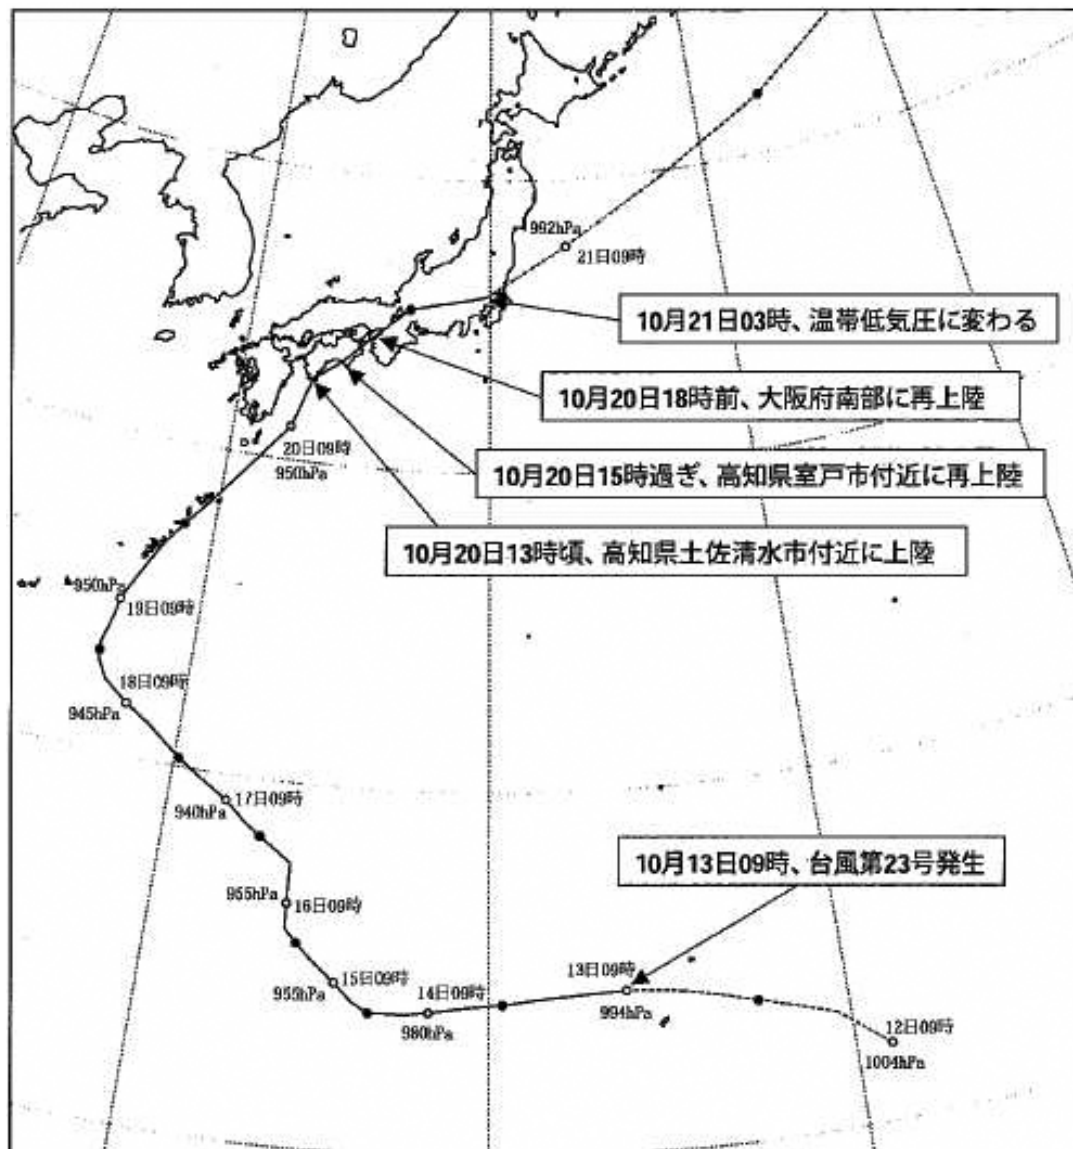 992hPa
21日09時
10月21日03時、温帯低気圧に変わる
10月20日18時前、大阪府南部に再上陸
20日09時
950hPa
10月20日15時過ぎ、高知県室戸市付近に再上陸
10月20日13時頃、高知県土佐清水市付近に上陸
950hPa
19日09時
18日09時
945hPa
17日09時
940hPa
10月13日09時、台風第23号発生
955hPa
16日09時
15日09時
955hPa
14日09時
980hPa
13日09時
994hPa
12日09時
1004hPa